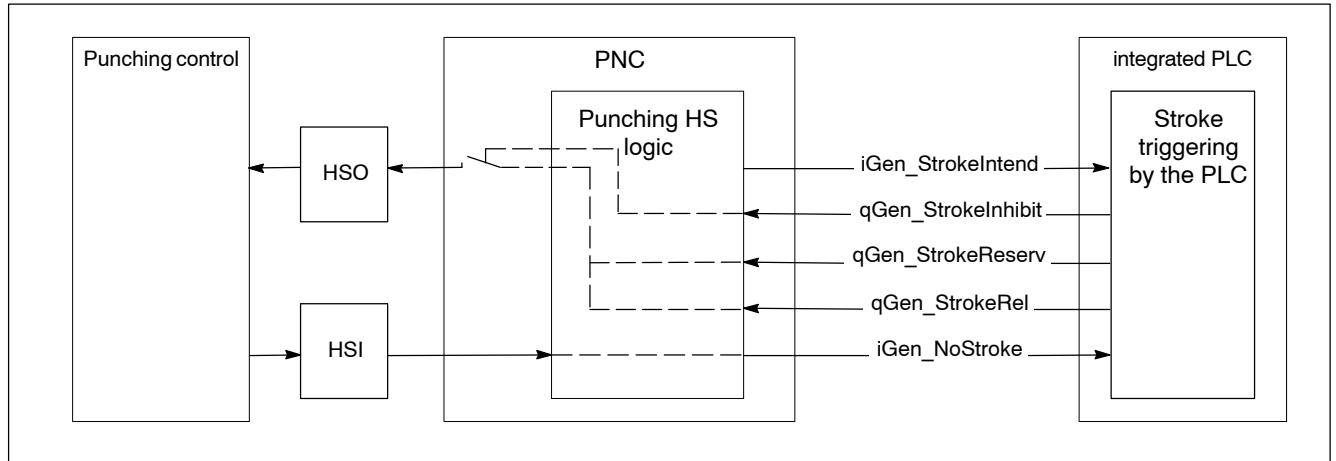 Punching control
PNC
integrated PLC
Punching HS
logic
Stroke
triggering
by the PLC
HSO
iGen_StrokeIntend
qGen_StrokeInhibit
qGen_StrokeReserv
qGen_StrokeRel
HSI
iGen_NoStroke